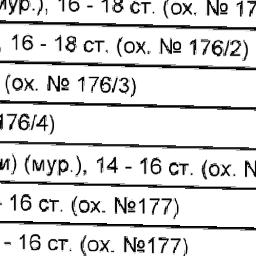 мур.), 16 - 18 ст. (ох. № 17
, 16 - 18 ст. (ох. № 176/2)
(ох. № 176/3)
176/4)
и) (мур.), 14 - 16 ст. (ох. №
- 16 ст. (ох. №177)
- 16 ст. (ох. №177)